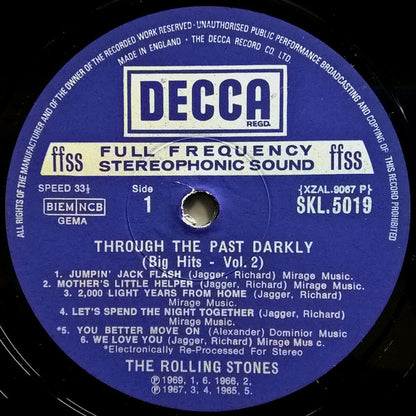 ALL RIGHTS OF THE MANUFACTURER AND OF THE OWNER OF THE RECORDED WORK RESERVED - UNAUTHORISED PUBLIC PERFORMANCE BROADCASTING AND COPYING OF THIS RECORD PROHIBITED
MADE IN ENGLAND • THE DECCA RECORD CO. LTD.
DECCA
REGD.
ffss FULL FREQUENCY STEREOPHONIC SOUND ffss
SPEED 33⅓ Side 1 {XZAL.9067 P}
BIEM NCB SKL.5019
GEMA
THROUGH THE PAST DARKLY
(Big Hits - Vol. 2)
1. JUMPIN' JACK FLASH (Jagger, Richard) Mirage Music.
2. MOTHER'S LITTLE HELPER (Jagger, Richard) Mirage Music.
3. 2,000 LIGHT YEARS FROM HOME (Jagger, Richard)
Mirage Music.
4. LET'S SPEND THE NIGHT TOGETHER (Jagger, Richard)
Mirage Music.
*5. YOU BETTER MOVE ON (Alexander) Dominior Music
6. WE LOVE YOU (Jagger, Richard) Mirage Mus c.
*Electronically Re-Processed For Stereo
THE ROLLING STONES
℗1969, 1, 6. 1966, 2,
℗1967, 3, 4. 1965, 5.